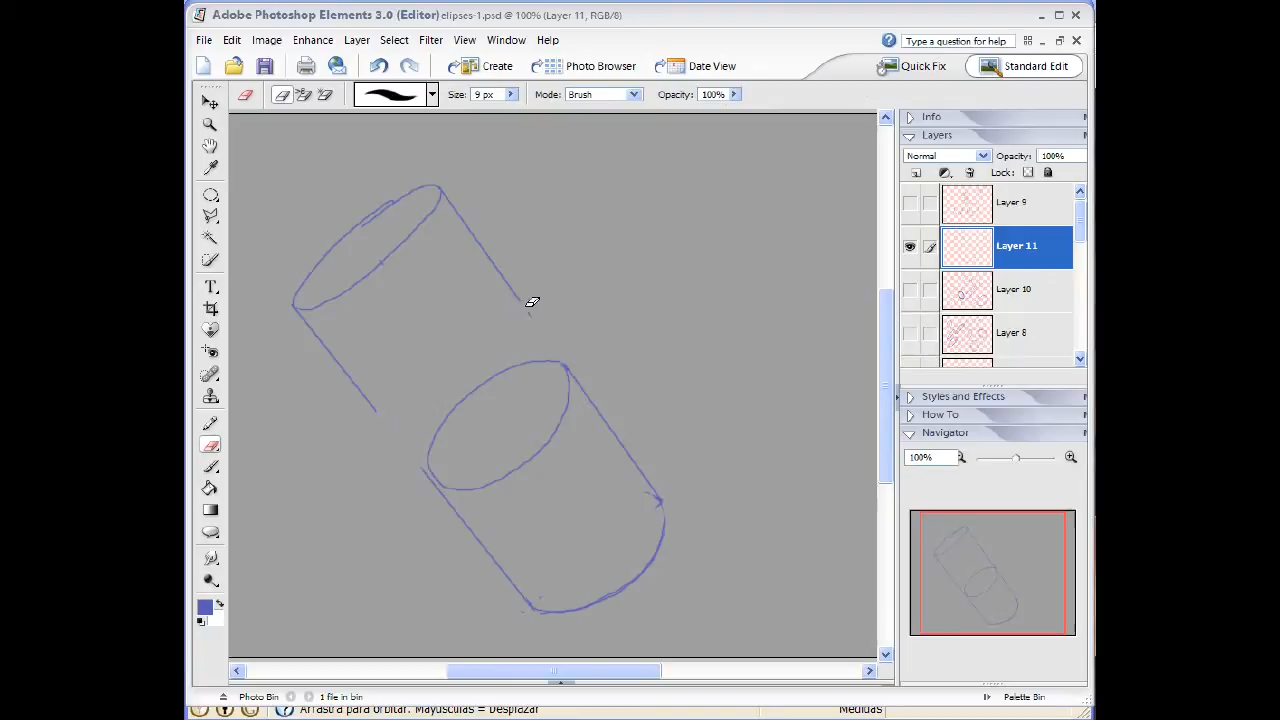 Adobe Photoshop Elements 3.0 (Editor) elipses-1.psd @ 100% (Layer 11, RGB/8)
File Edit Image Enhance Layer Select Filter View Window Help Type a question for help
Create Photo Browser Date View Quick Fix Standard Edit
Size: 9 px Mode: Brush Opacity: 100%
Info
Layers
Normal Opacity: 100%
Lock:
Layer 9
Layer 11
Layer 10
Layer 8
Styles and Effects
How To
Navigator
100%
Photo Bin 1 file in bin Palette Bin
Arrastra para orbitar. Mayúsculas = Desplazar Medidas